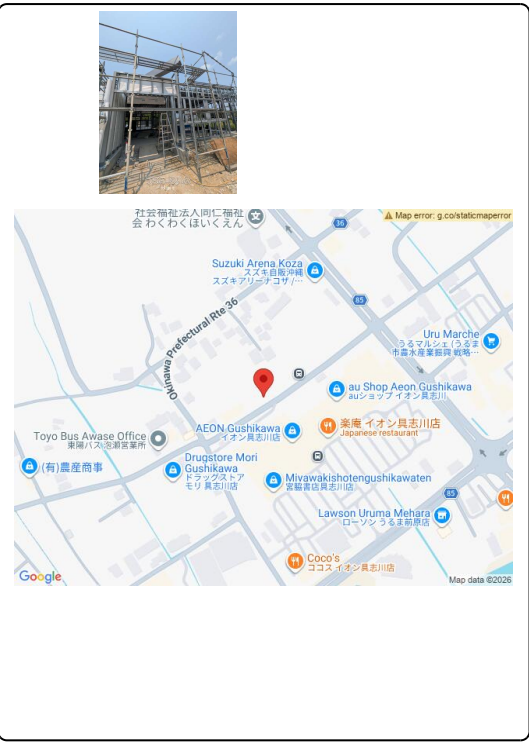 社会福祉法人同仁福祉
会 わくわくほいくえん
Map error: g.co/staticmaperror
36
Suzuki Arena Koza
スズキ自販沖縄
スズキアリーナコザ /…
85
Okinawa Prefectural Rte 36
Uru Marche
うるマルシェ (うるま
市農水産業振興 戦略…
au Shop Aeon Gushikawa
auショップ イオン具志川
AEON Gushikawa
イオン具志川店
楽庵 イオン具志川店
Japanese restaurant
Toyo Bus Awase Office
東陽バス 泡瀬営業所
(有)農産商事
Drugstore Mori
Gushikawa
ドラッグストア
モリ 具志川店
Miyawakishotengushikawaten
宮脇書店具志川店
85
Lawson Uruma Mehara
ローソン うるま前原店
Coco's
ココス イオン具志川店
Google
Map data ©2026